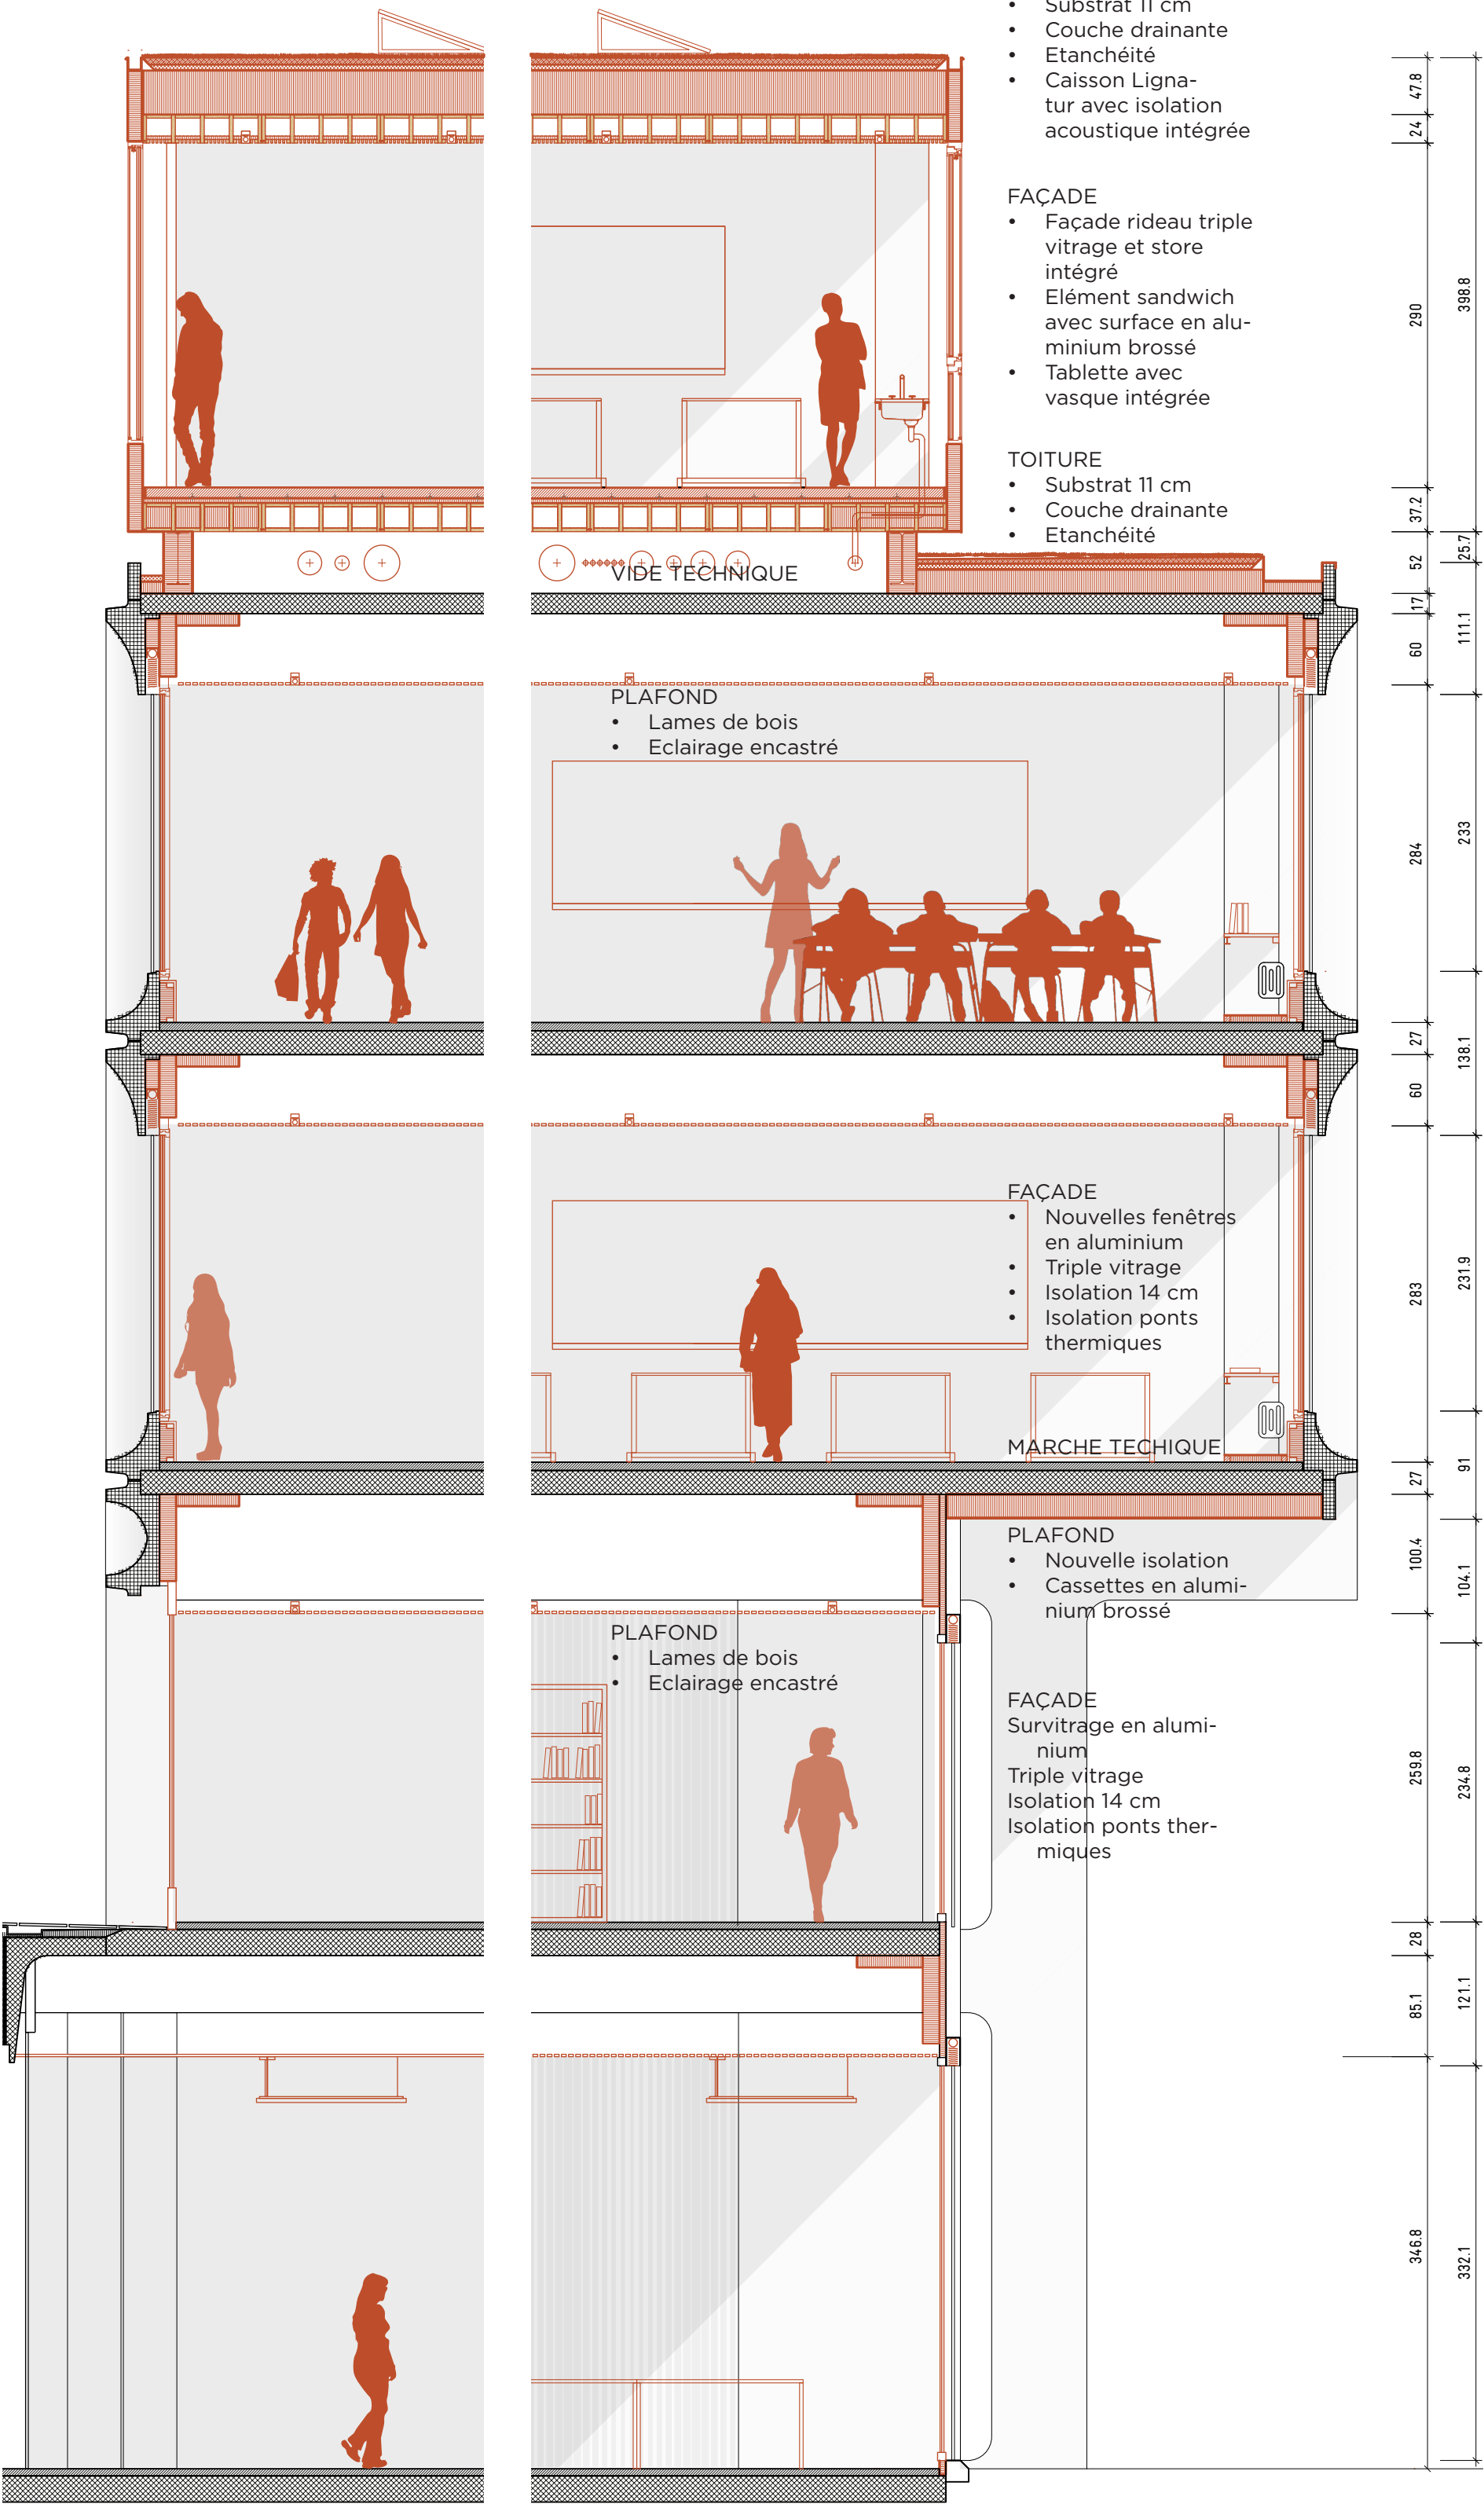 • Substrat 11 cm
• Couche drainante
• Etanchéité
• Caisson Ligna-
tur avec isolation
acoustique intégrée
FAÇADE
• Façade rideau triple
vitrage et store
intégré
• Elément sandwich
avec surface en alu-
minium brossé
• Tablette avec
vasque intégrée
TOITURE
• Substrat 11 cm
• Couche drainante
• Etanchéité
VIDE TECHNIQUE
PLAFOND
• Lames de bois
• Eclairage encastré
FAÇADE
• Nouvelles fenêtres
en aluminium
• Triple vitrage
• Isolation 14 cm
• Isolation ponts
thermiques
MARCHE TECHIQUE
PLAFOND
• Nouvelle isolation
• Cassettes en alumi-
nium brossé
PLAFOND
• Lames de bois
• Eclairage encastré
FAÇADE
Survitrage en alumi-
nium
Triple vitrage
Isolation 14 cm
Isolation ponts ther-
miques
47.8
24
290
37.2
52
17
60
284
27
60
283
27
100.4
259.8
28
85.1
346.8
398.8
25.7
111.1
233
138.1
231.9
91
104.1
234.8
121.1
332.1